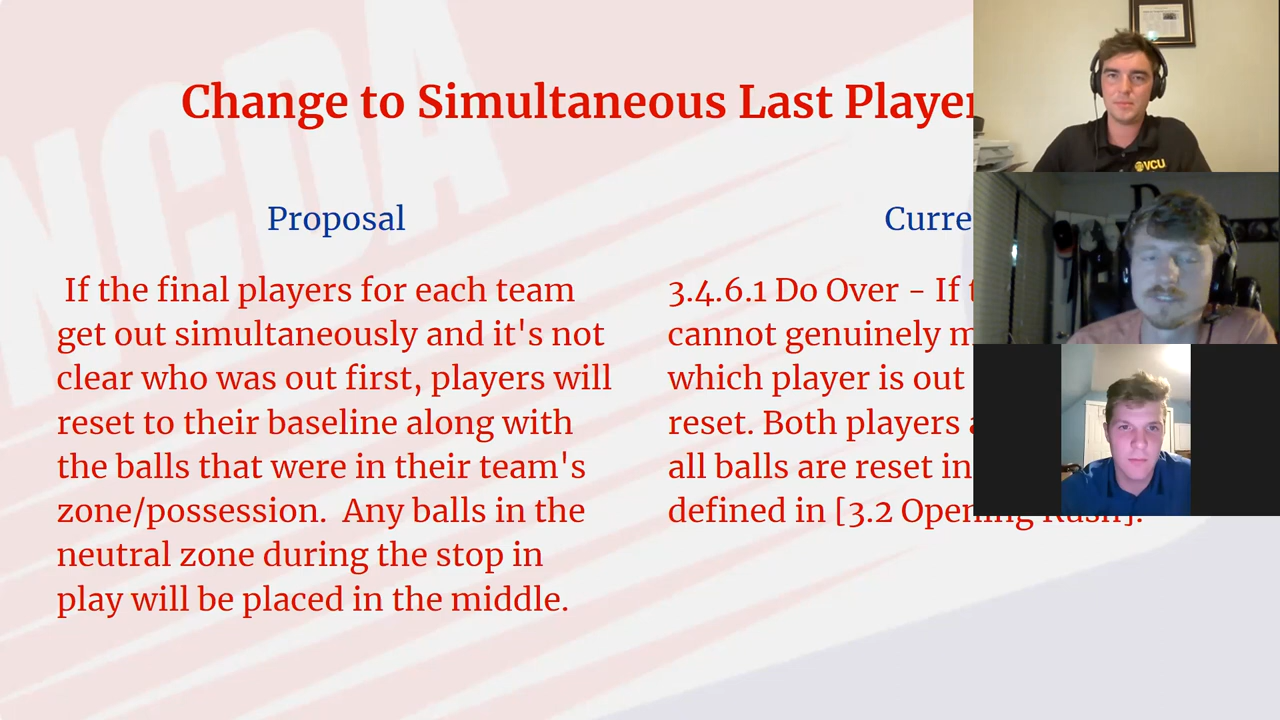 NCDA
Change to Simultaneous Last Player
Proposal
If the final players for each team
get out simultaneously and it's not
clear who was out first, players will
reset to their baseline along with
the balls that were in their team's
zone/possession. Any balls in the
neutral zone during the stop in
play will be placed in the middle.
Curre
3.4.6.1 Do Over - If
cannot genuinely
which player is out
reset. Both players
all balls are reset in
defined in [3.2 Opening Rush].
VCU